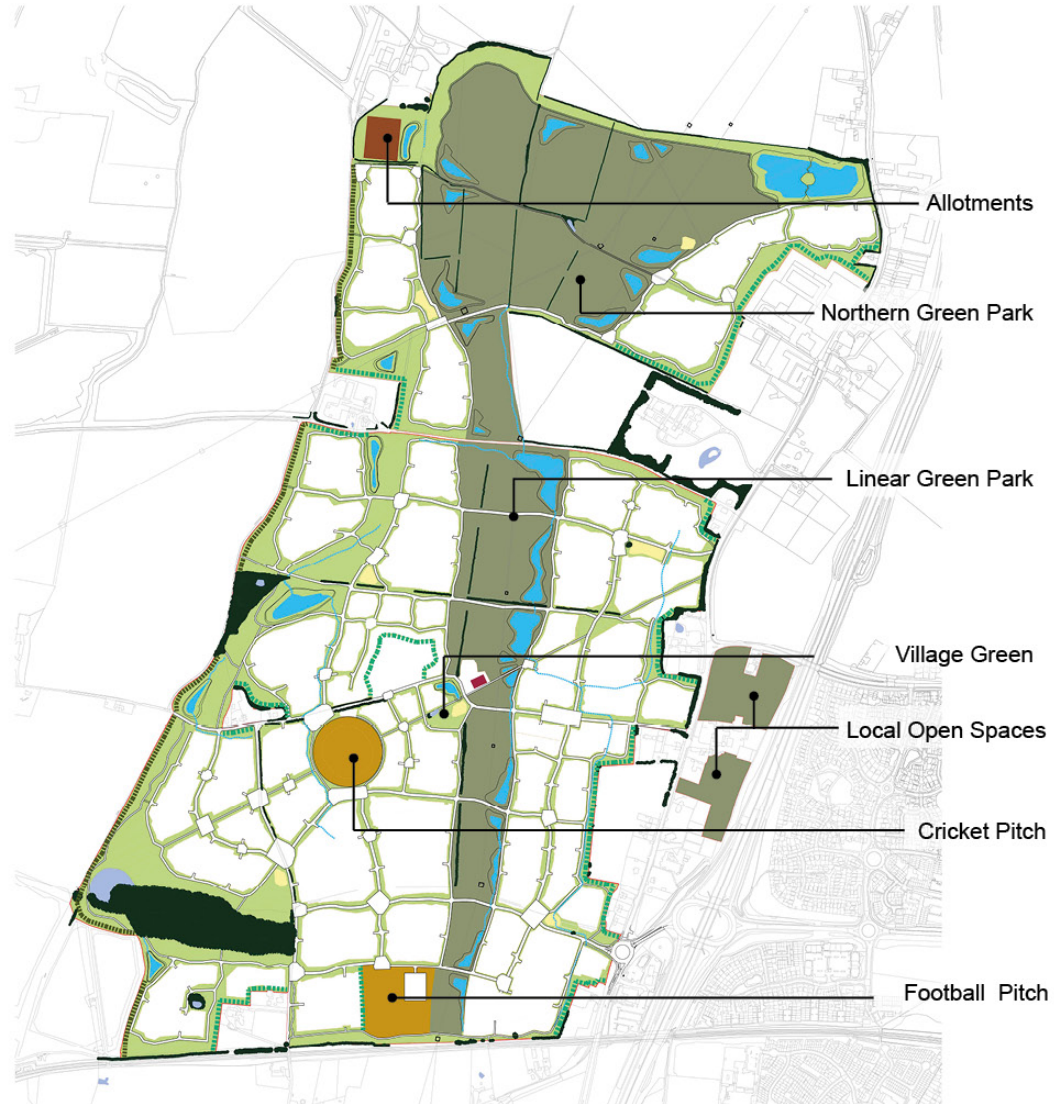 Allotments
Northern Green Park
Linear Green Park
Village Green
Local Open Spaces
Cricket Pitch
Football Pitch